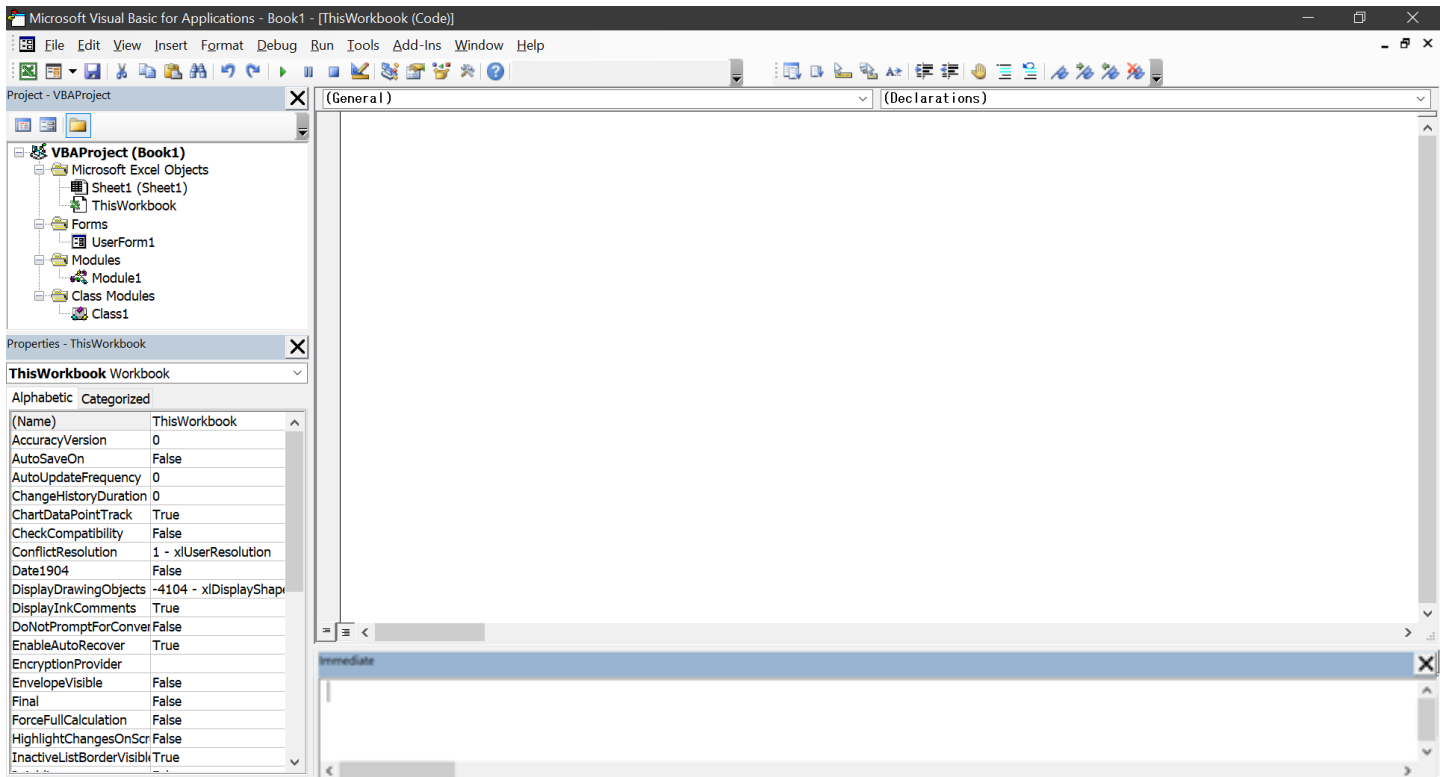 Microsoft Visual Basic for Applications - Book1 - [ThisWorkbook (Code)]
File Edit View Insert Format Debug Run Tools Add-Ins Window Help
Project - VBAProject
(General) (Declarations)
VBAProject (Book1)
Microsoft Excel Objects
Sheet1 (Sheet1)
ThisWorkbook
Forms
UserForm1
Modules
Module1
Class Modules
Class1
Properties - ThisWorkbook
ThisWorkbook Workbook
Alphabetic Categorized
(Name) ThisWorkbook
AccuracyVersion 0
AutoSaveOn False
AutoUpdateFrequency 0
ChangeHistoryDuration 0
ChartDataPointTrack True
CheckCompatibility False
ConflictResolution 1 - xlUserResolution
Date1904 False
DisplayDrawingObjects -4104 - xlDisplayShape
DisplayInkComments True
DoNotPromptForConver False
EnableAutoRecover True
EncryptionProvider
EnvelopeVisible False
Final False
ForceFullCalculation False
HighlightChangesOnScr False
InactiveListBorderVisibl True
Immediate